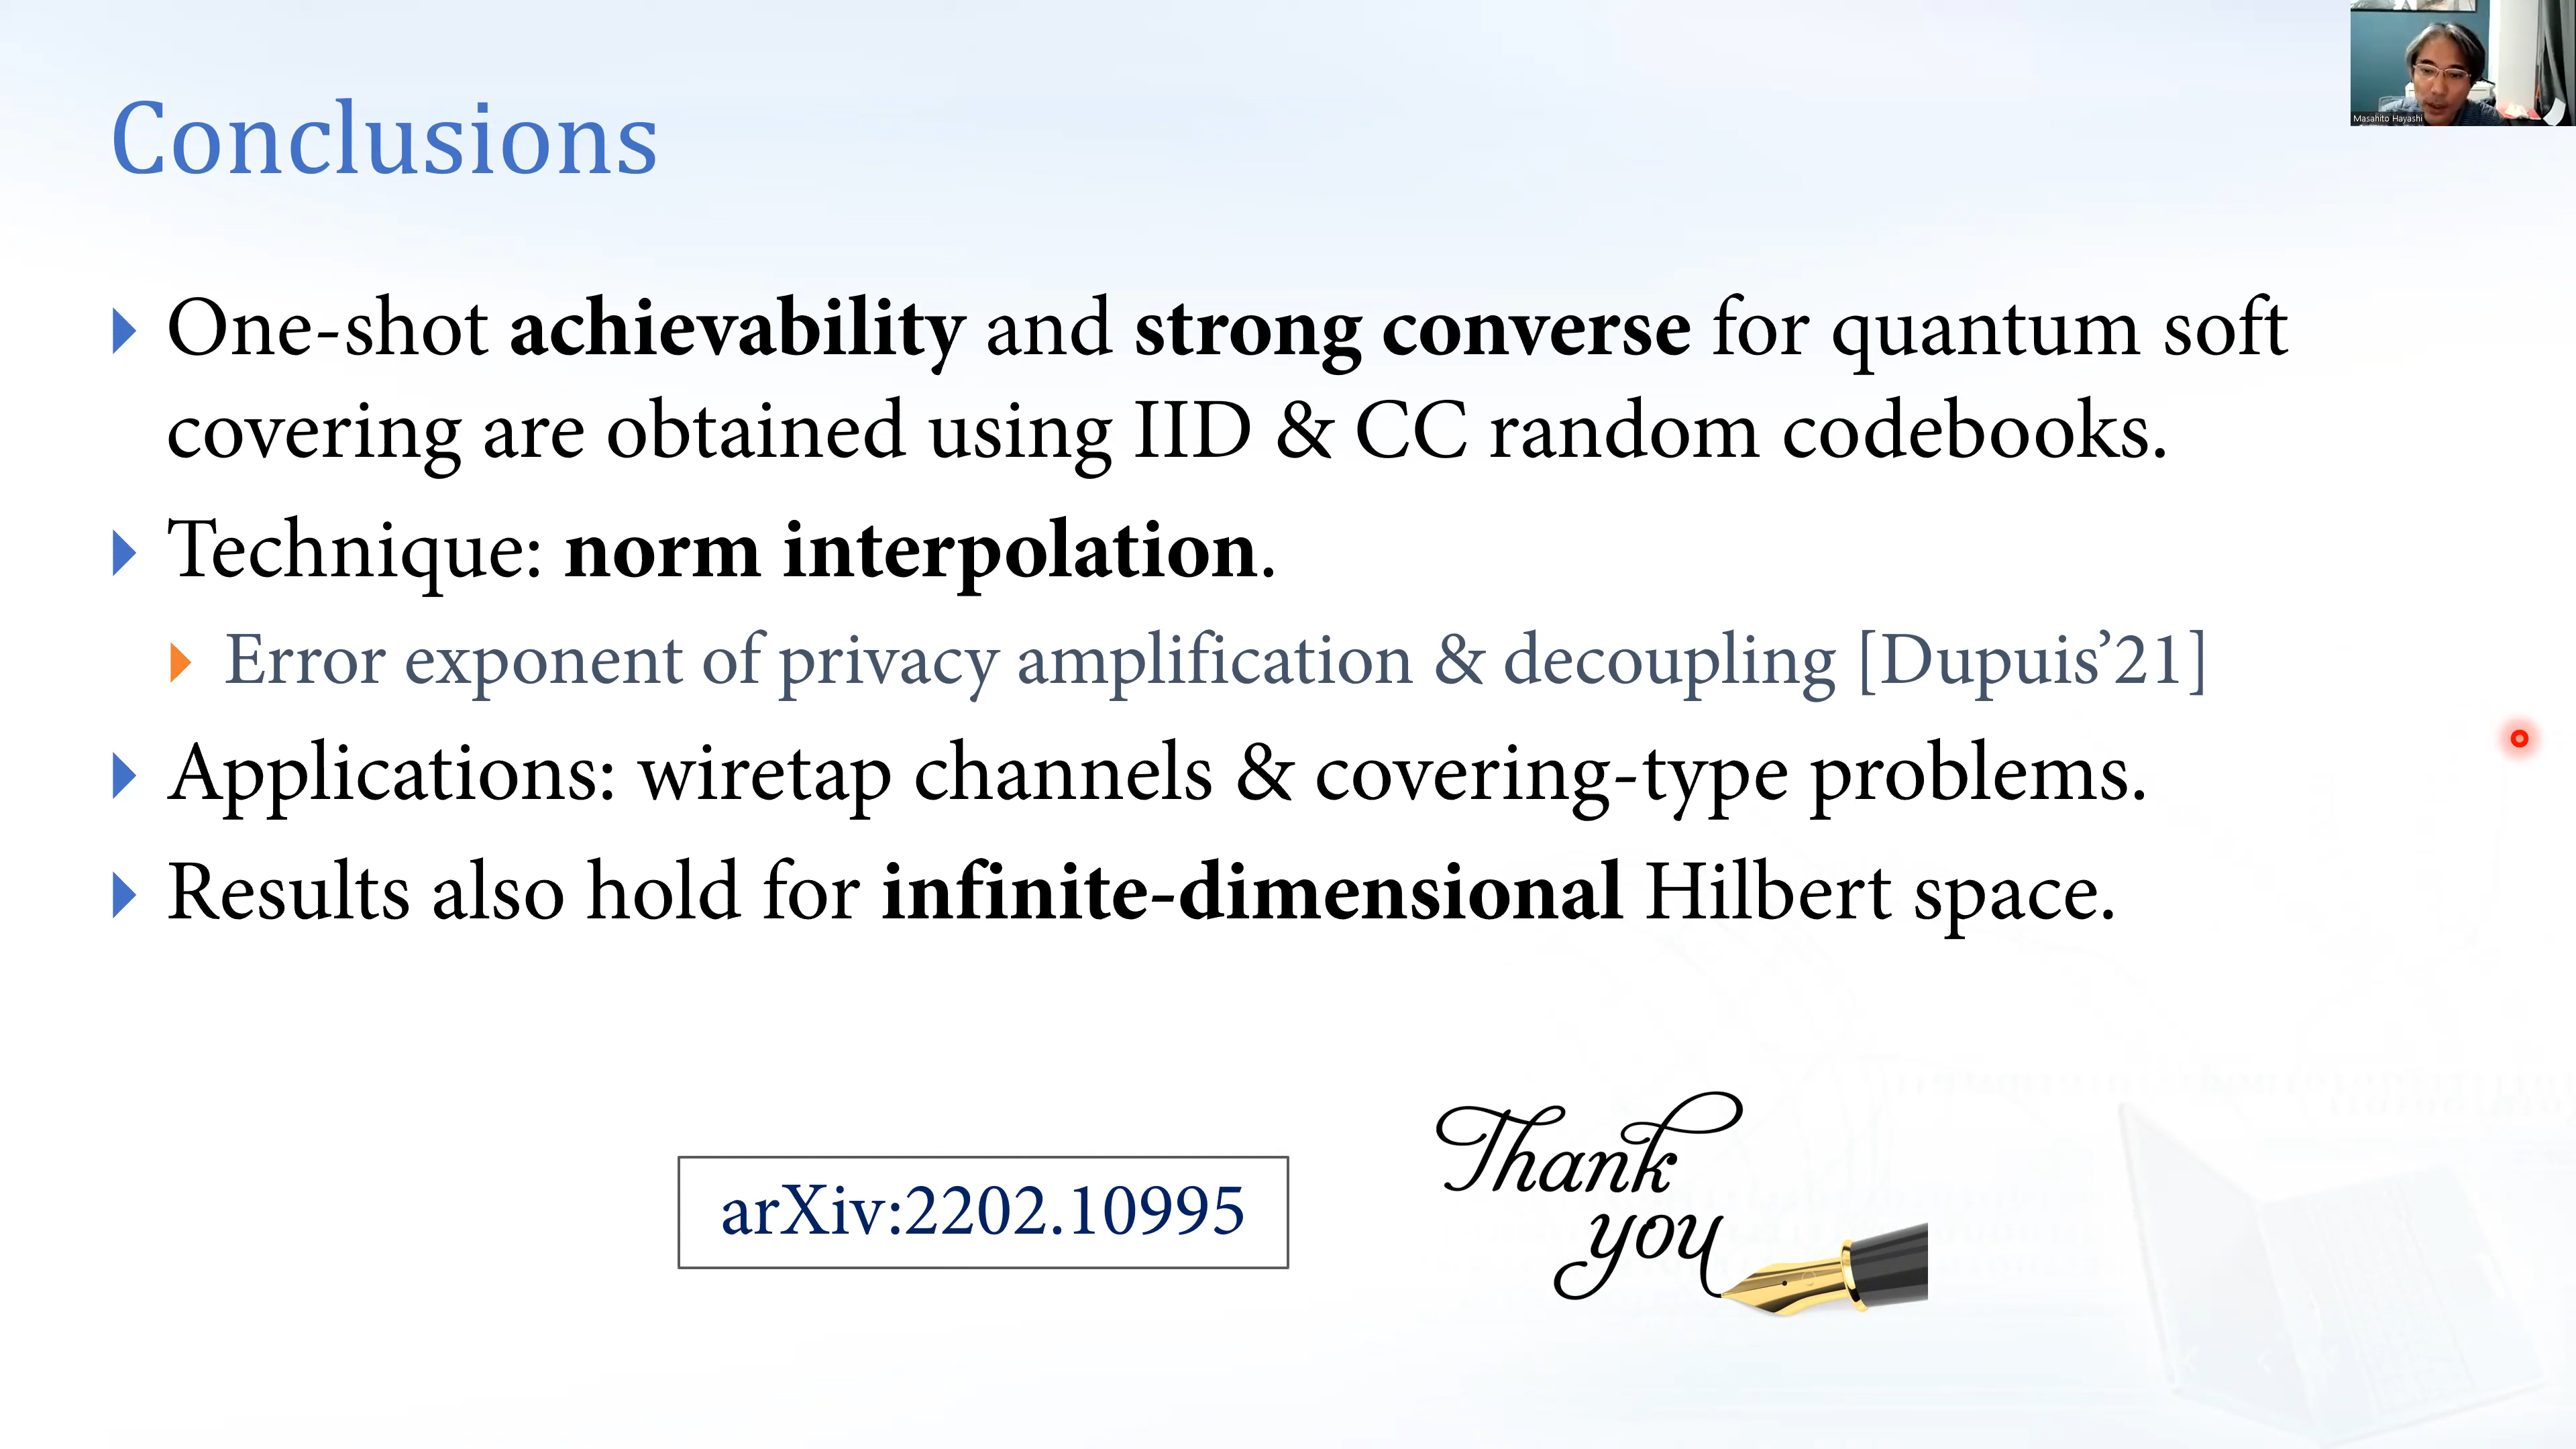 Masahito Hayashi
Conclusions
One-shot achievability and strong converse for quantum soft
covering are obtained using IID & CC random codebooks.
Technique: norm interpolation.
Error exponent of privacy amplification & decoupling [Dupuis’21]
Applications: wiretap channels & covering-type problems.
Results also hold for infinite-dimensional Hilbert space.
arXiv:2202.10995
Thank
you